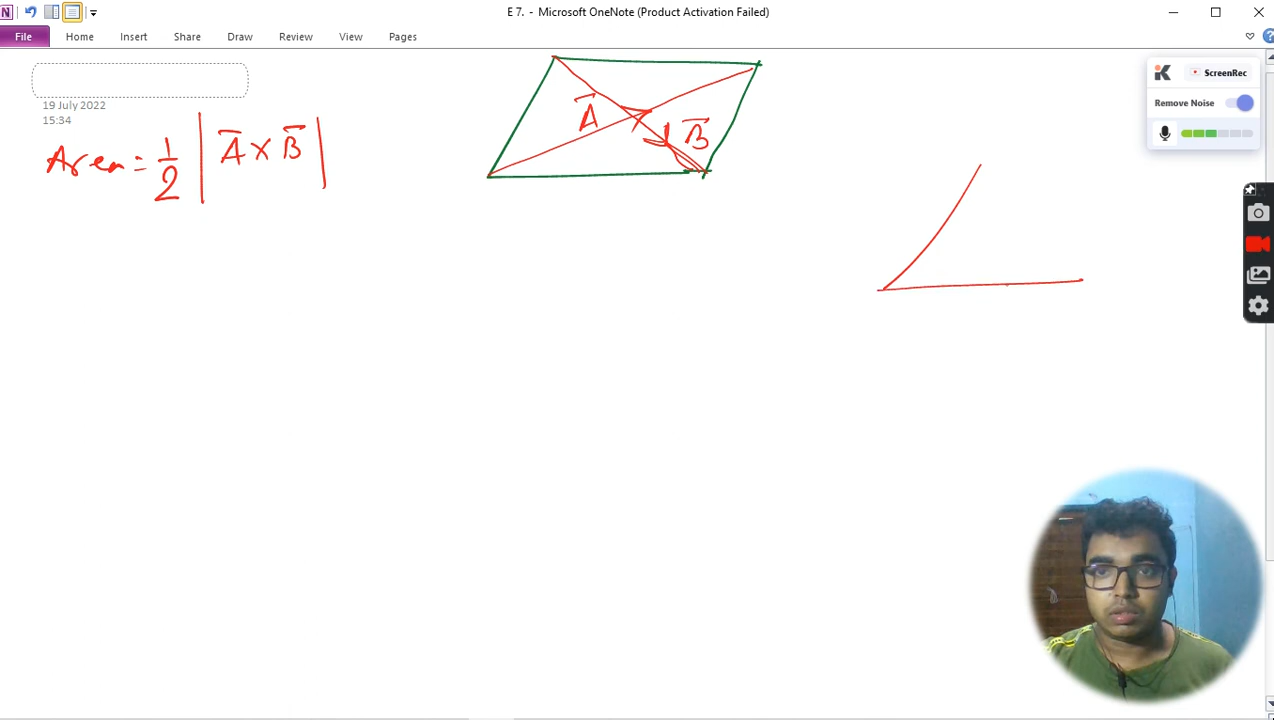 E 7. - Microsoft OneNote (Product Activation Failed)
File Home Insert Share Draw Review View Pages
ScreenRec
Remove Noise
19 July 2022
15:34
Area = 1/2 | A̅ × B̅ |
A̅
B̅